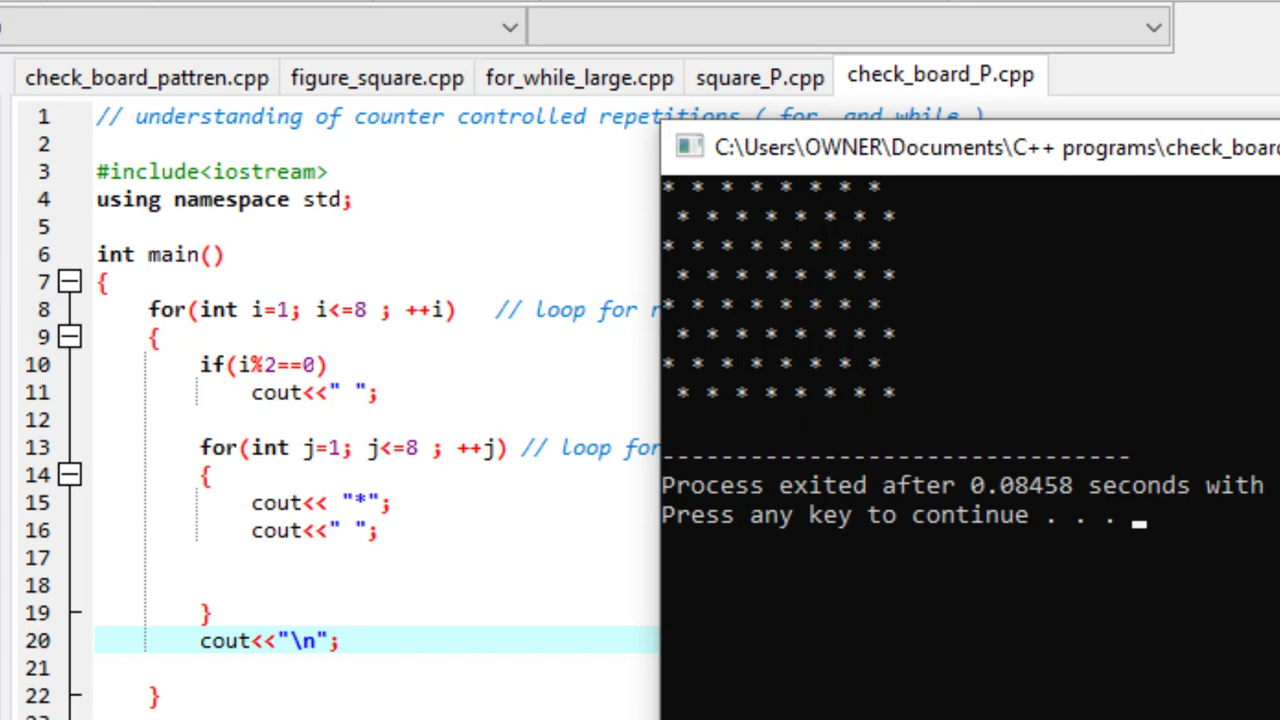 check_board_pattren.cpp figure_square.cpp for_while_large.cpp square_P.cpp check_board_P.cpp
1 // understanding of counter controlled repetitions ( for and while )
2
3 #include<iostream>
4 using namespace std;
5
6 int main()
7 {
8 for(int i=1; i<=8 ; ++i) // loop for
9 {
10 if(i%2==0)
11 cout<<" ";
12
13 for(int j=1; j<=8 ; ++j) // loop for
14 {
15 cout<< "*";
16 cout<<" ";
17
18
19 }
20 cout<<"\n";
21
22 }
C:\Users\OWNER\Documents\C++ programs\check_board
* * * * * * * *
 * * * * * * * *
* * * * * * * *
 * * * * * * * *
* * * * * * * *
 * * * * * * * *
* * * * * * * *
 * * * * * * * *
--------------------------------
Process exited after 0.08458 seconds with
Press any key to continue . . .